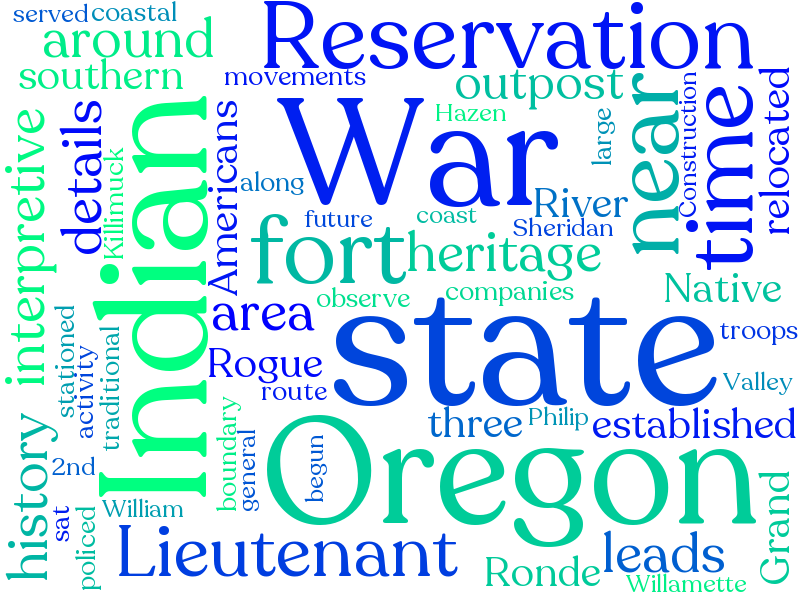 served
coastal
around
southern
Reservation
movements
outpost
Hazen
near
Construction
time
relocated
large
War
interpretive
details
Killimuck
Indian
Americans
along
future
coast
River
Sheridan
fort
heritage
Native
observe
companies
area
state
troops
Rogue
route
Valley
stationed
activity
traditional
three
Philip
established
history
2nd
boundary
general
begun
Oregon
sat
policed
William
Lieutenant
Ronde
leads
Willamette
Grand